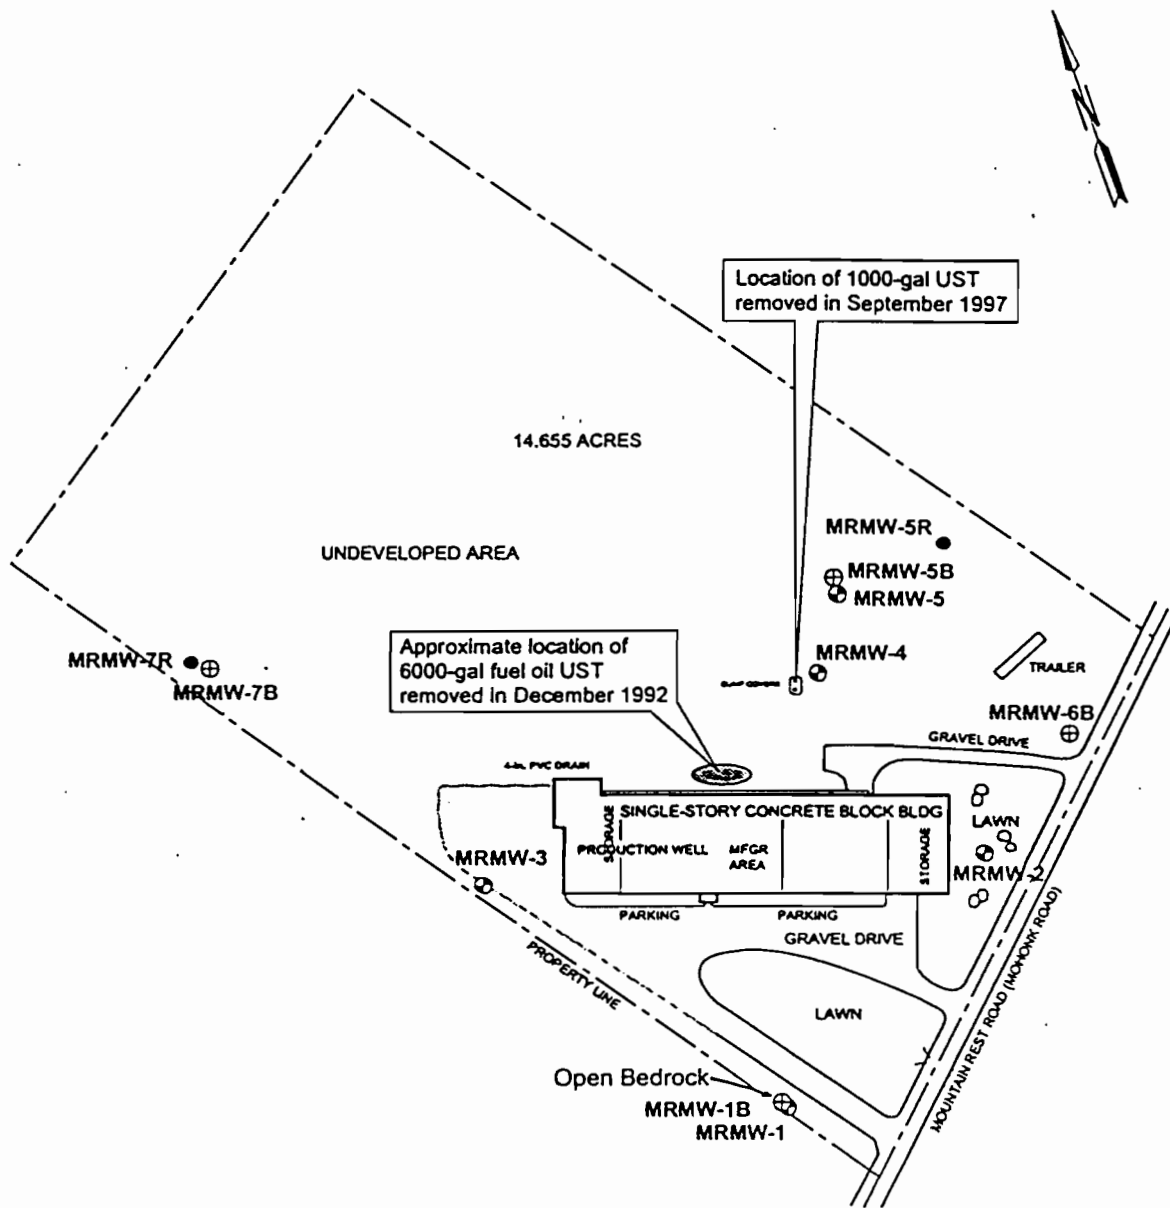 N
Location of 1000-gal UST
removed in September 1997
14.655 ACRES
UNDEVELOPED AREA
MRMW-5R
MRMW-5B
MRMW-5
Approximate location of
6000-gal fuel oil UST
removed in December 1992
MRMW-4
TRAILER
MRMW-7R
MRMW-7B
MRMW-6B
GRAVEL DRIVE
4-in. PVC DRAIN
SINGLE-STORY CONCRETE BLOCK BLDG
STORAGE
PRODUCTION WELL
MFGR
AREA
STORAGE
LAWN
MRMW-2
MRMW-3
PARKING
PARKING
GRAVEL DRIVE
PROPERTY LINE
LAWN
MOUNTAIN REST ROAD (MOHONK ROAD)
Open Bedrock
MRMW-1B
MRMW-1